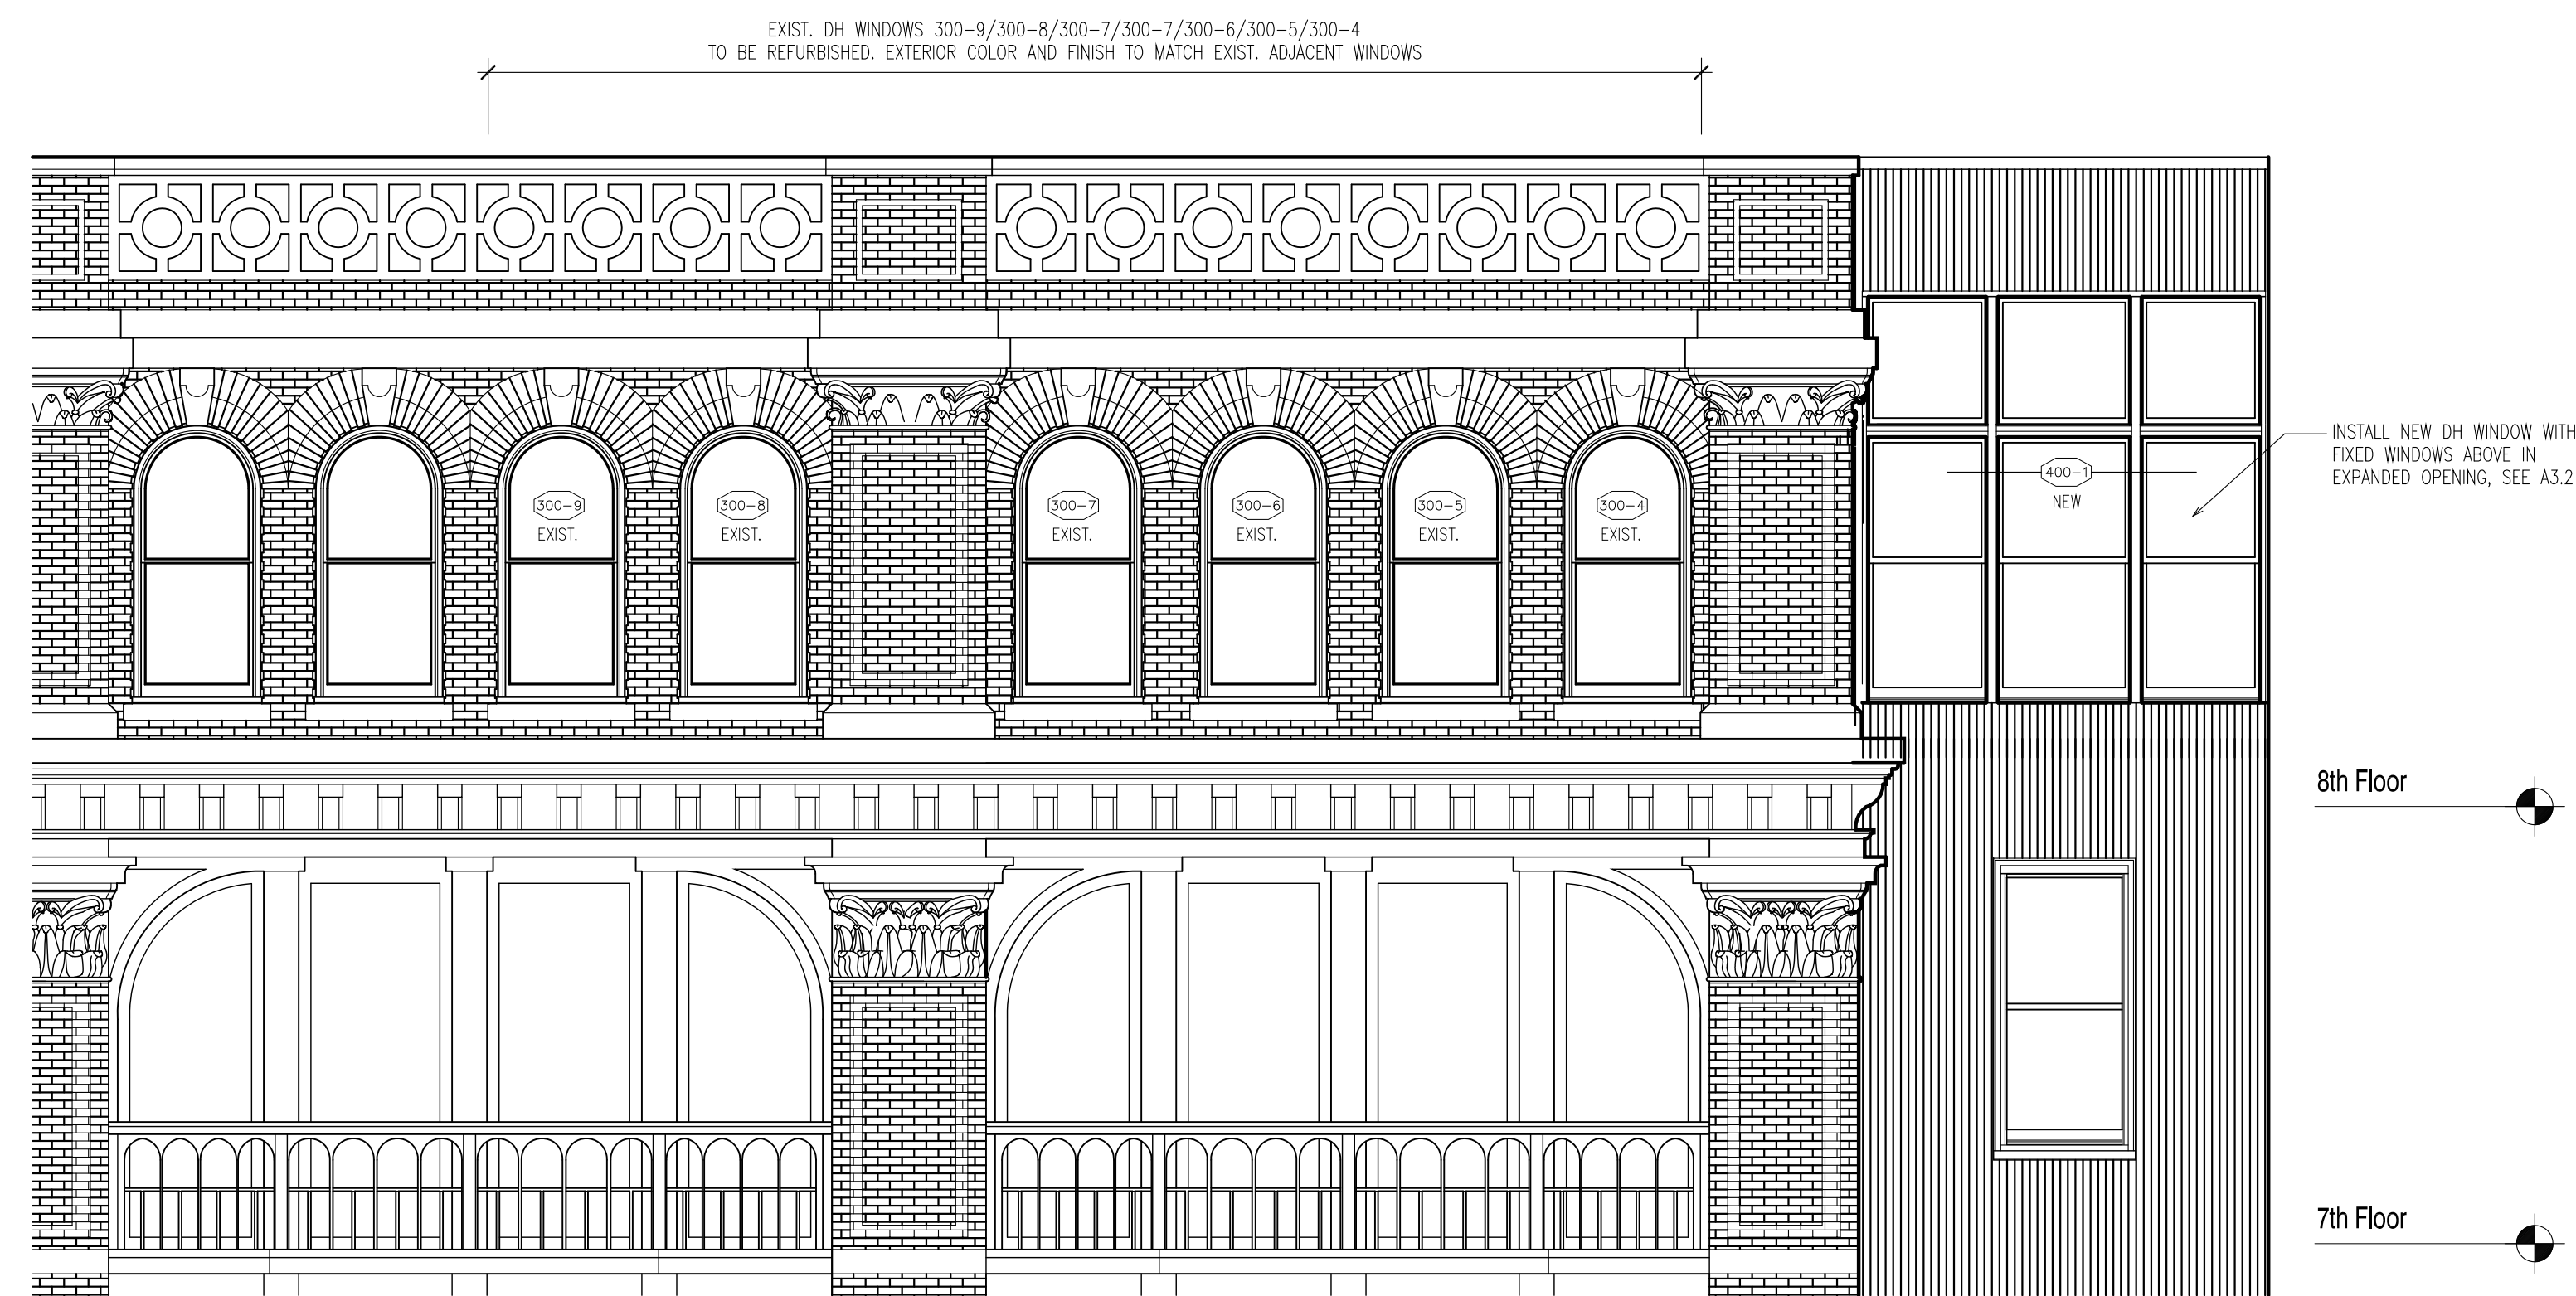 EXIST. DH WINDOWS 300-9/300-8/300-7/300-7/300-6/300-5/300-4
TO BE REFURBISHED. EXTERIOR COLOR AND FINISH TO MATCH EXIST. ADJACENT WINDOWS
INSTALL NEW DH WINDOW WITH
FIXED WINDOWS ABOVE IN
EXPANDED OPENING, SEE A3.2
400-1
NEW
300-9
EXIST.
300-8
EXIST.
300-7
EXIST.
300-6
EXIST.
300-5
EXIST.
300-4
EXIST.
8th Floor
7th Floor